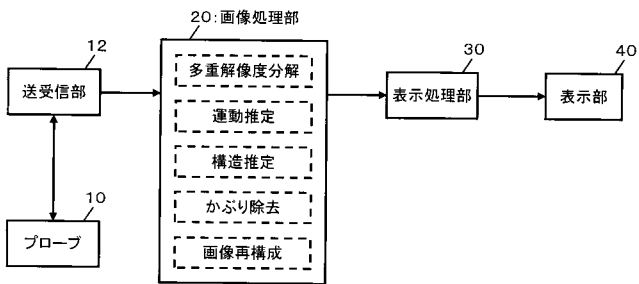 20：画像処理部
12
送受信部
多重解像度分解
運動推定
構造推定
かぶり除去
画像再構成
30
表示処理部
40
表示部
10
プローブ